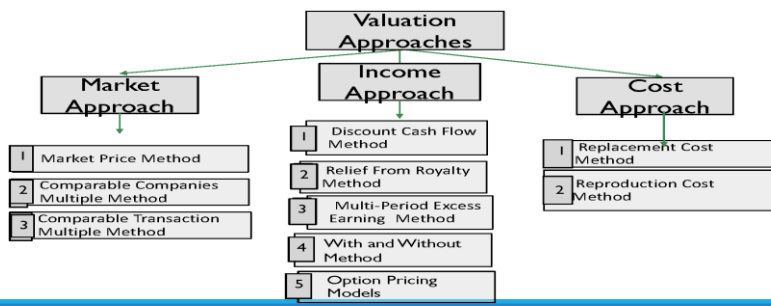 Valuation
Approaches
Market
Approach
Income
Approach
Cost
Approach
1 Market Price Method
2 Comparable Companies
Multiple Method
3 Comparable Transaction
Multiple Method
1 Discount Cash Flow
Method
2 Relief From Royalty
Method
3 Multi-Period Excess
Earning Method
4 With and Without
Method
5 Option Pricing
Models
1 Replacement Cost
Method
2 Reproduction Cost
Method